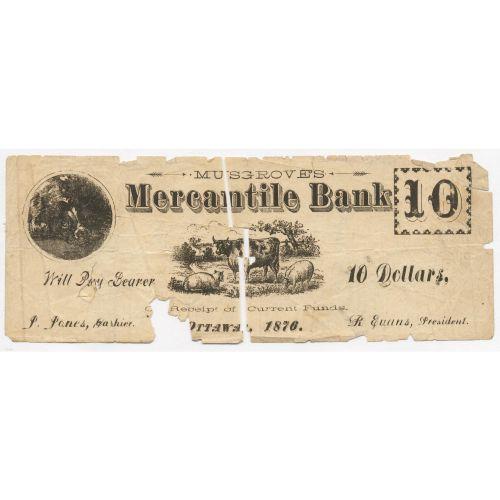 MUSGROVE'S
Mercantile Bank
10
Will Pay Bearer
10 Dollars,
Receipt of Current Funds.
OTTAWA, 1870.
P. Jones, Cashier.
R Evans, President.